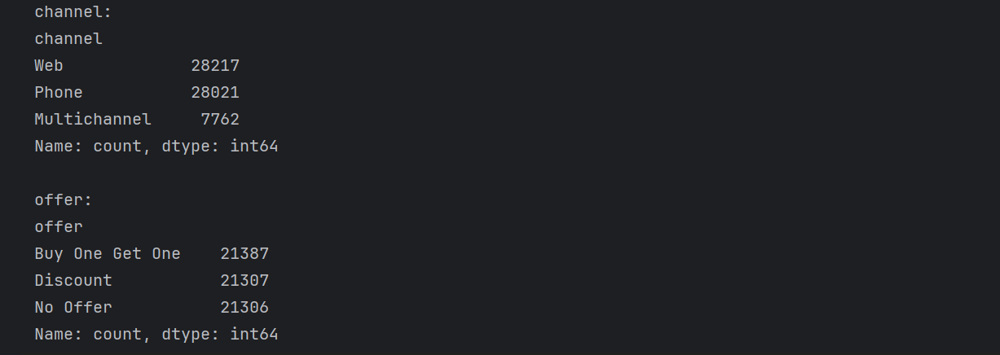 channel:
channel
Web             28217
Phone           28021
Multichannel     7762
Name: count, dtype: int64

offer:
offer
Buy One Get One    21387
Discount           21307
No Offer           21306
Name: count, dtype: int64